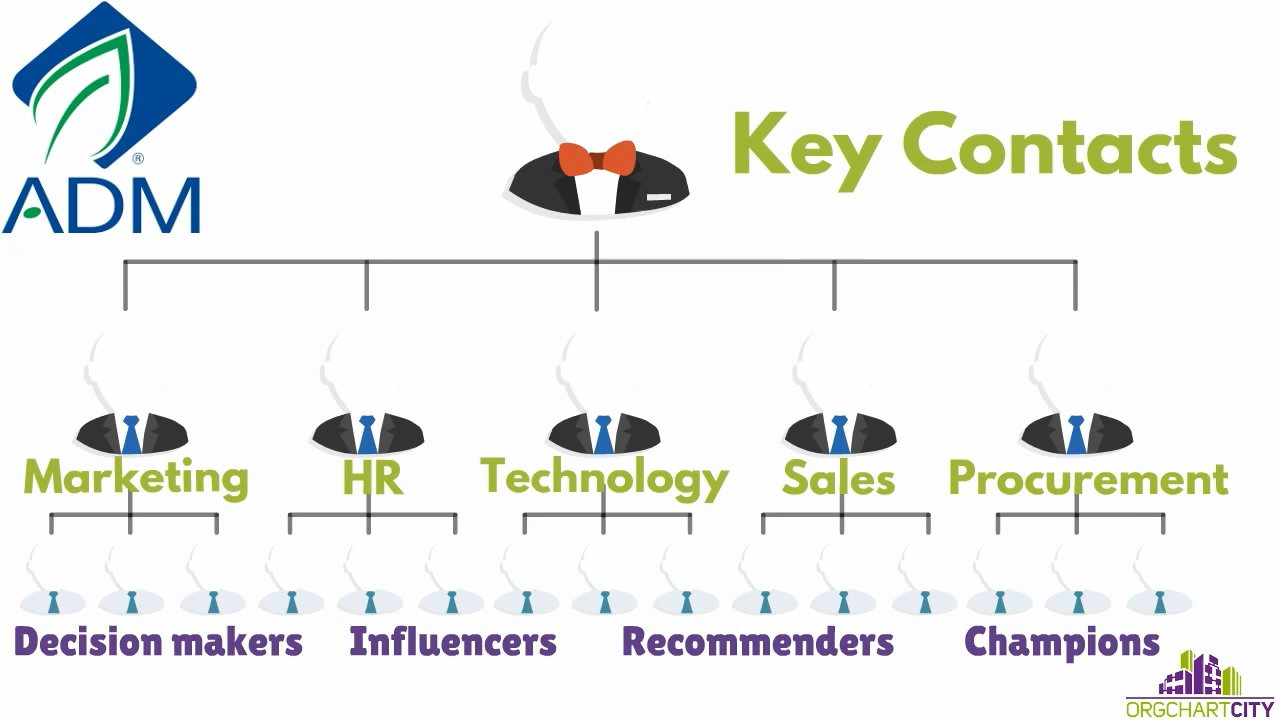 ADM
®
Key Contacts
Marketing HR Technology Sales Procurement
Decision makers Influencers Recommenders Champions
ORGCHARTCITY